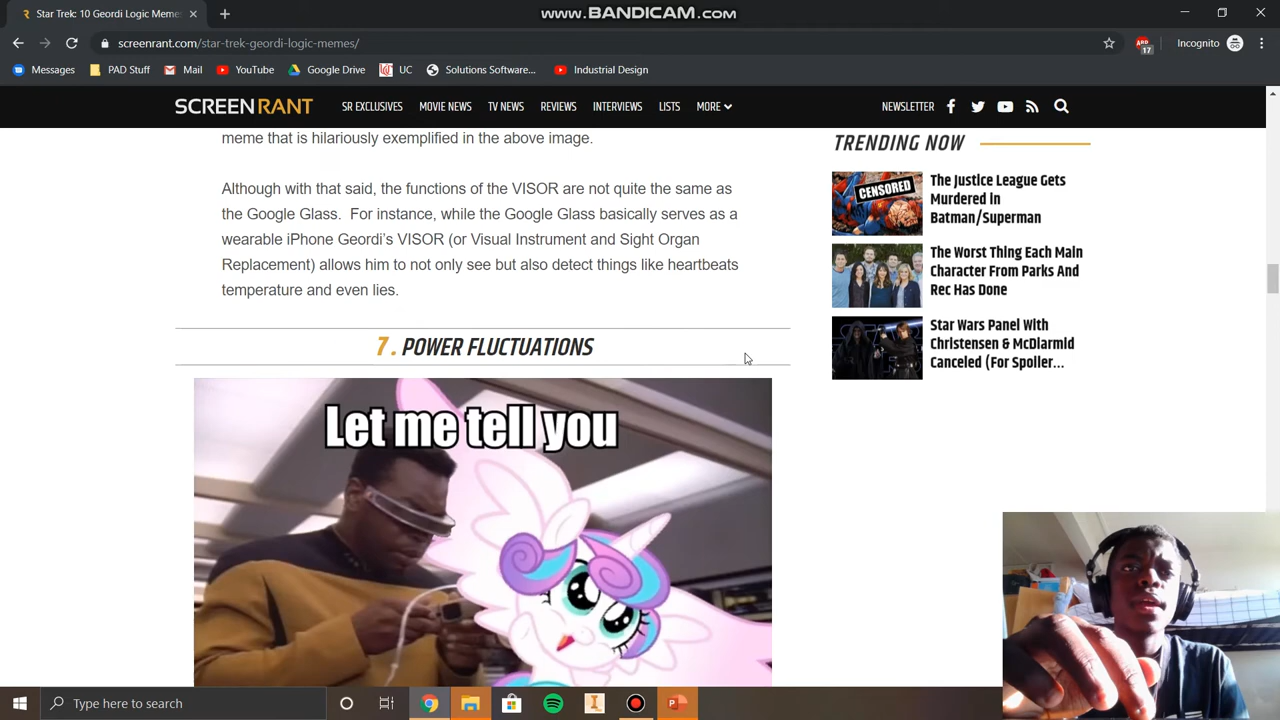 www.BANDICAM.com
Star Trek: 10 Geordi Logic Meme
screenrant.com/star-trek-geordi-logic-memes/
ABP
17
Incognito
Messages
PAD Stuff
Mail
YouTube
Google Drive
UC
Solutions Software...
Industrial Design
SCREEN RANT
SR EXCLUSIVES
MOVIE NEWS
TV NEWS
REVIEWS
INTERVIEWS
LISTS
MORE
NEWSLETTER
meme that is hilariously exemplified in the above image.
Although with that said, the functions of the VISOR are not quite the same as
the Google Glass.  For instance, while the Google Glass basically serves as a
wearable iPhone Geordi's VISOR (or Visual Instrument and Sight Organ
Replacement) allows him to not only see but also detect things like heartbeats
temperature and even lies.
7 . POWER FLUCTUATIONS
Let me tell you
TRENDING NOW
CENSORED
The Justice League Gets
Murdered in
Batman/Superman
The Worst Thing Each Main
Character From Parks And
Rec Has Done
Star Wars Panel With
Christensen & McDiarmid
Canceled (For Spoiler...
Type here to search